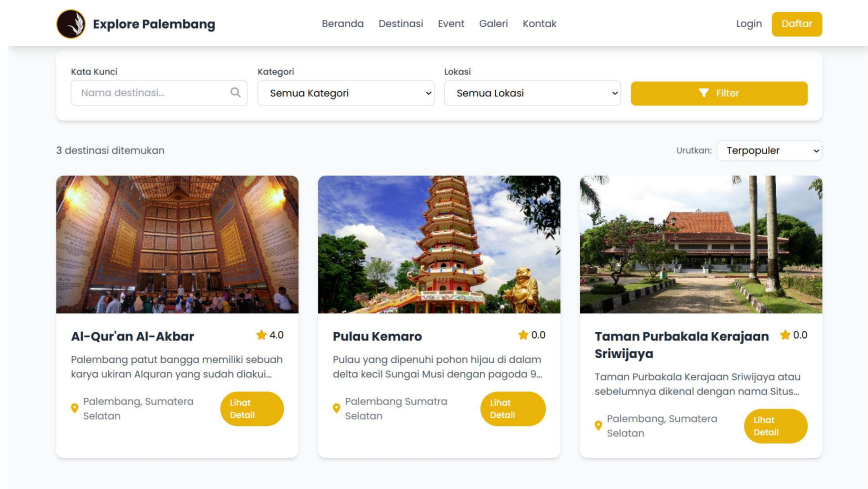 Explore Palembang
Beranda Destinasi Event Galeri Kontak
Login Daftar
Kata Kunci
Kategori
Lokasi
Nama destinasi...
Semua Kategori
Semua Lokasi
Filter
3 destinasi ditemukan
Urutkan: Terpopuler
Al-Qur'an Al-Akbar 4.0
Palembang patut bangga memiliki sebuah
karya ukiran Alquran yang sudah diakui...
Palembang, Sumatera
Selatan
Lihat
Detail
Pulau Kemaro 0.0
Pulau yang dipenuhi pohon hijau di dalam
delta kecil Sungai Musi dengan pagoda 9...
Palembang Sumatra
Selatan
Lihat
Detail
Taman Purbakala Kerajaan 0.0
Sriwijaya
Taman Purbakala Kerajaan Sriwijaya atau
sebelumnya dikenal dengan nama Situs...
Palembang, Sumatera
Selatan
Lihat
Detail